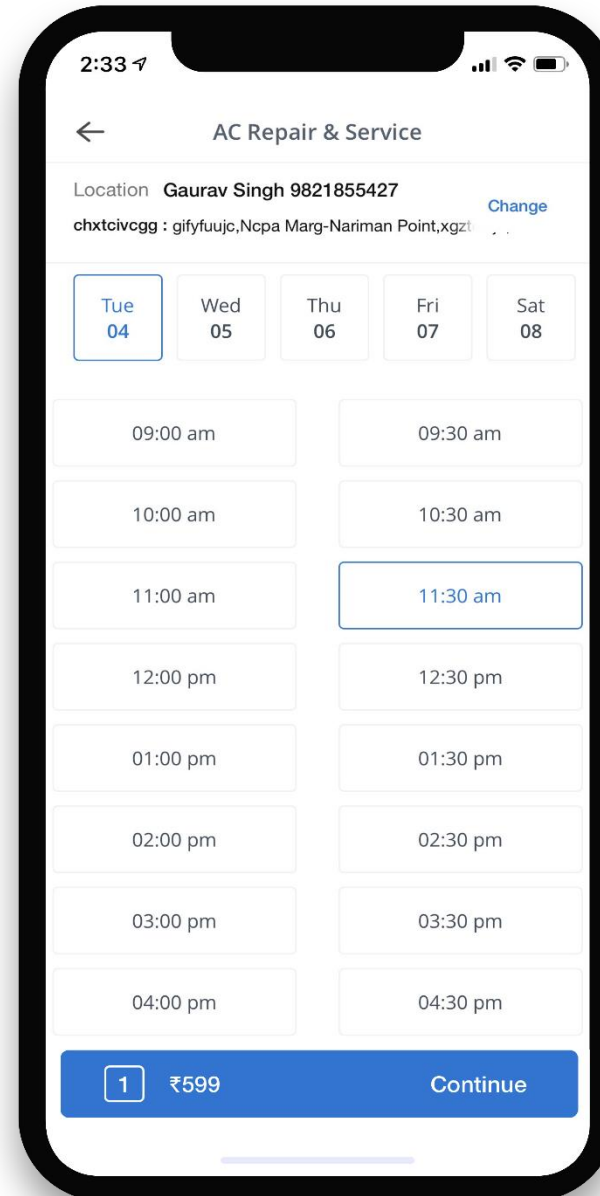 2:33
AC Repair & Service
Location Gaurav Singh 9821855427
Change
chxtcivcgg : gifyfuujc,Ncpa Marg-Nariman Point,
Tue Wed Thu Fri Sat
04 05 06 07 08
09:00 am 09:30 am
10:00 am 10:30 am
11:00 am 11:30 am
12:00 pm 12:30 pm
01:00 pm 01:30 pm
02:00 pm 02:30 pm
03:00 pm 03:30 pm
04:00 pm 04:30 pm
1 ₹599 Continue